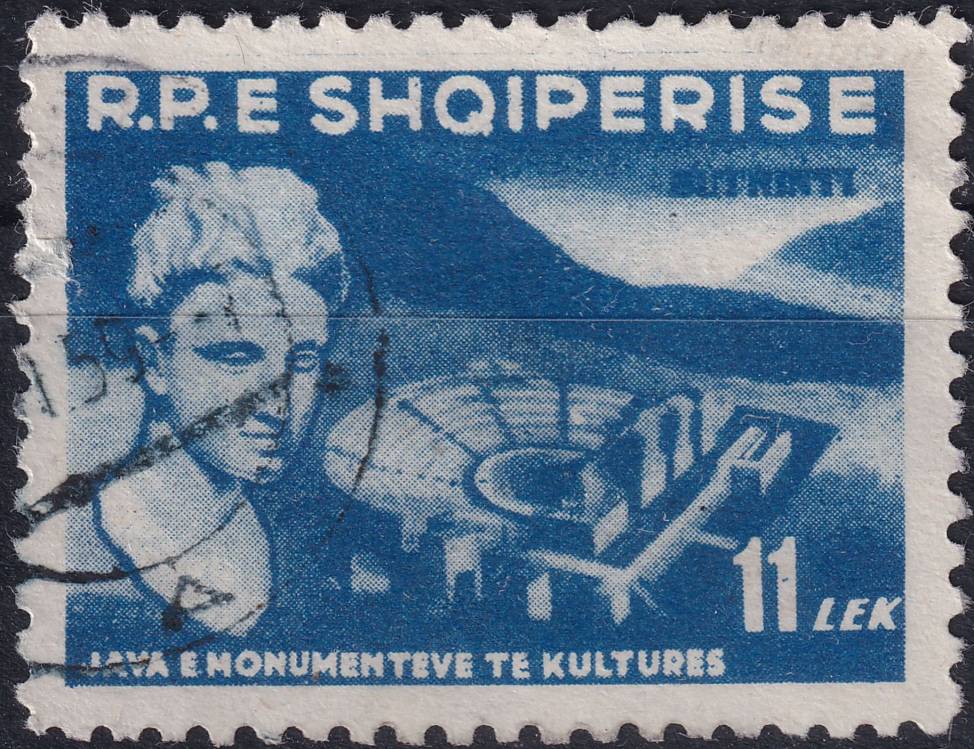 R.P.E SHQIPERISE
BUTRINTI
11 LEK
JAVA E MONUMENTEVE TE KULTURES